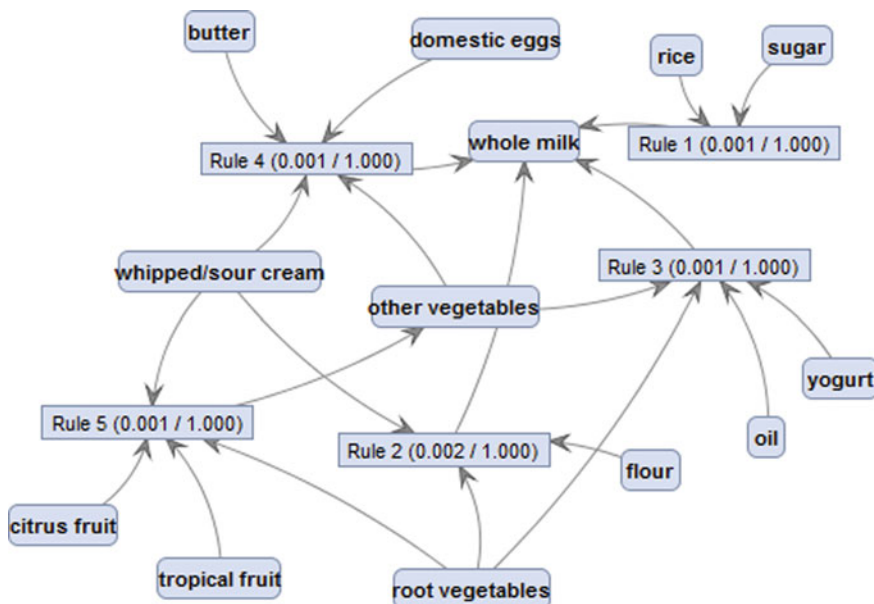 butter
domestic eggs
rice
sugar
whole milk
Rule 4 (0.001 / 1.000)
Rule 1 (0.001 / 1.000)
whipped/sour cream
Rule 3 (0.001 / 1.000)
other vegetables
yogurt
Rule 5 (0.001 / 1.000)
Rule 2 (0.002 / 1.000)
oil
flour
citrus fruit
tropical fruit
root vegetables